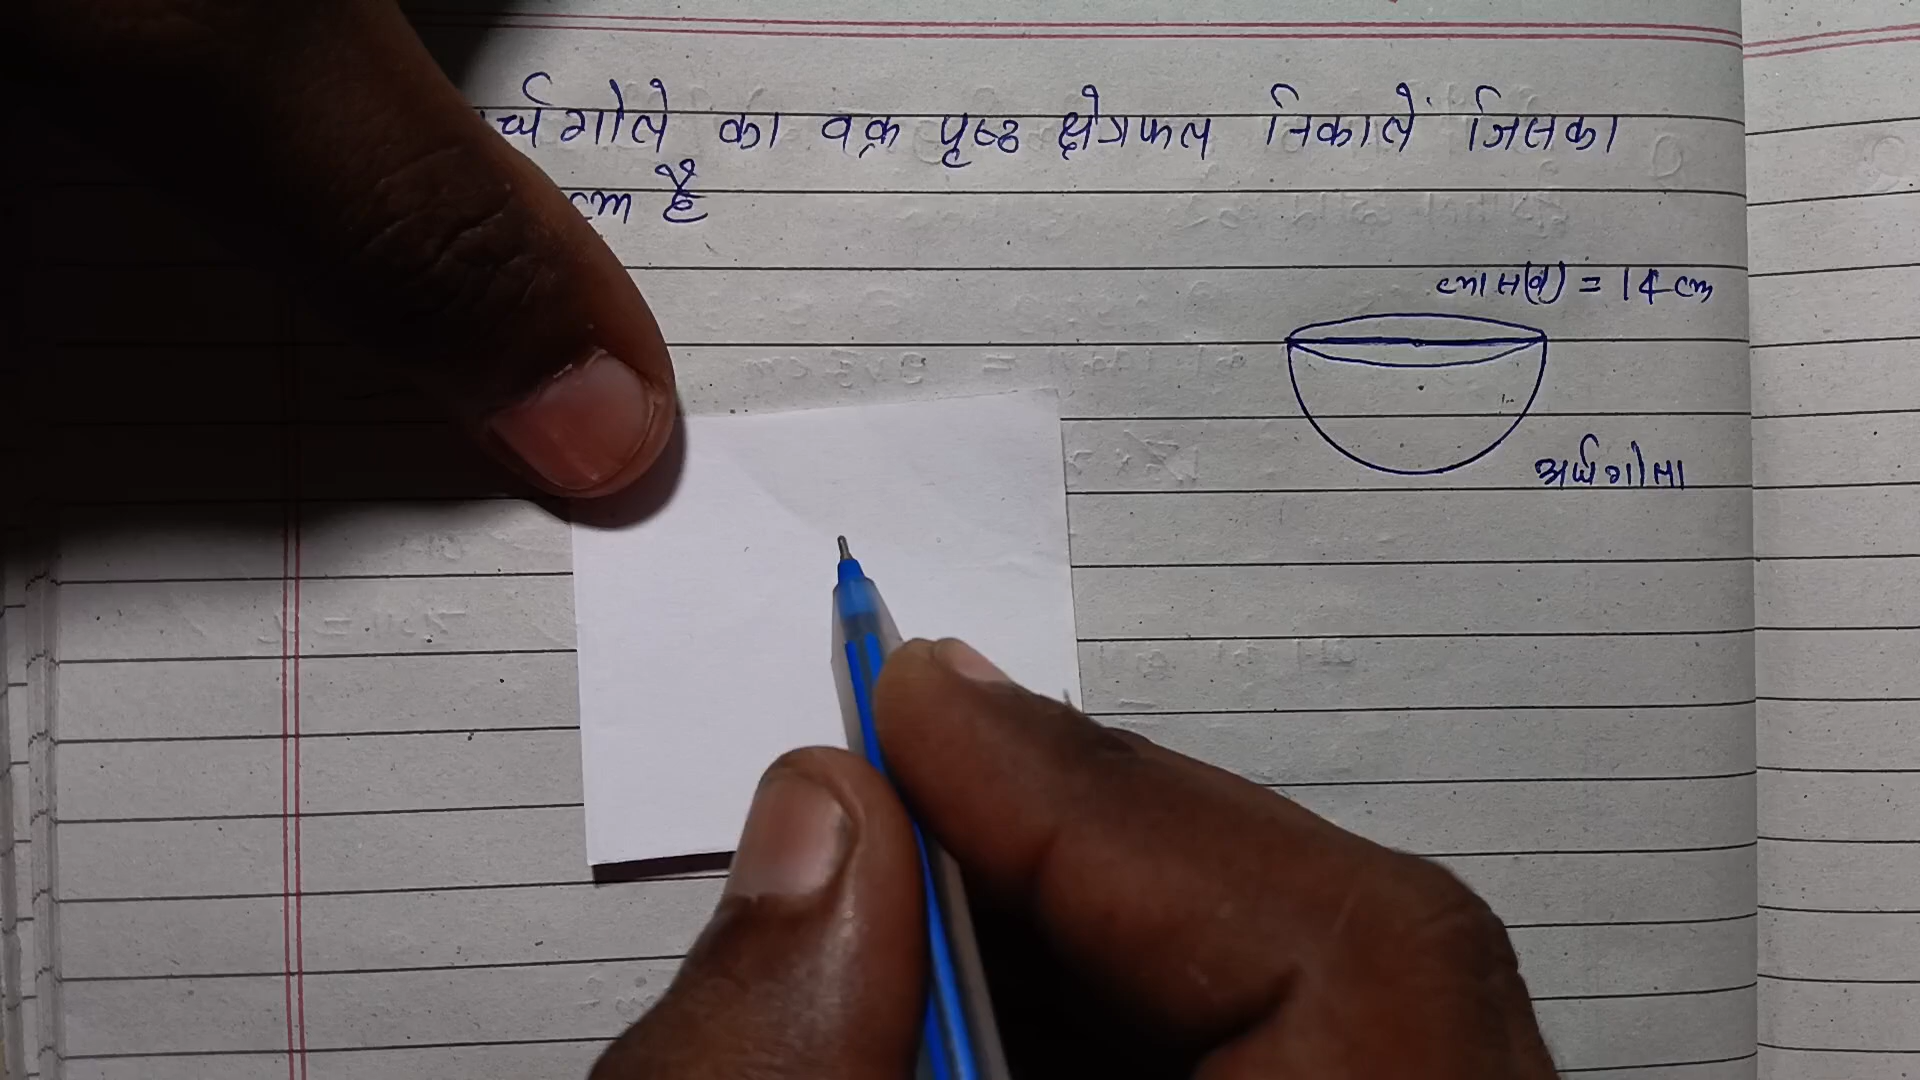 र्धगोले का वक्र पृष्ठ क्षेत्रफल निकालें जिसका
cm है
व्यास(d) = 14 cm
अर्धगोला